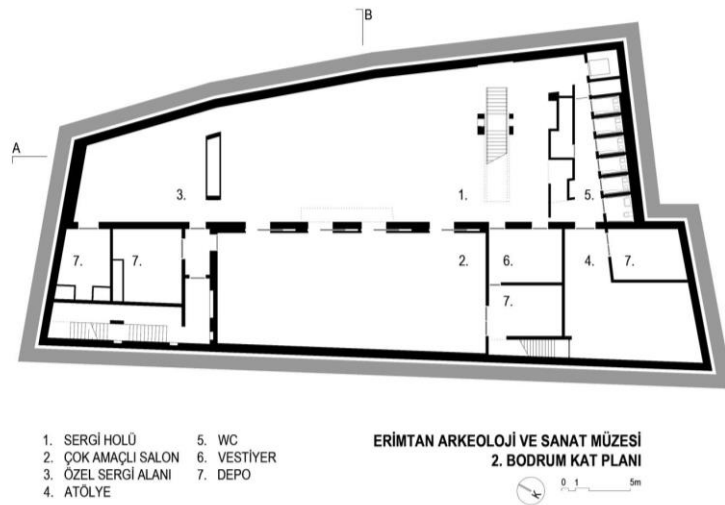 B
A
3.
1.
5.
7.
7.
2.
6.
4.
7.
7.
1. SERGİ HOLÜ
2. ÇOK AMAÇLI SALON
3. ÖZEL SERGİ ALANI
4. ATÖLYE
5. WC
6. VESTİYER
7. DEPO
ERİMTAN ARKEOLOJİ VE SANAT MÜZESİ
2. BODRUM KAT PLANI
K
0 1 5m